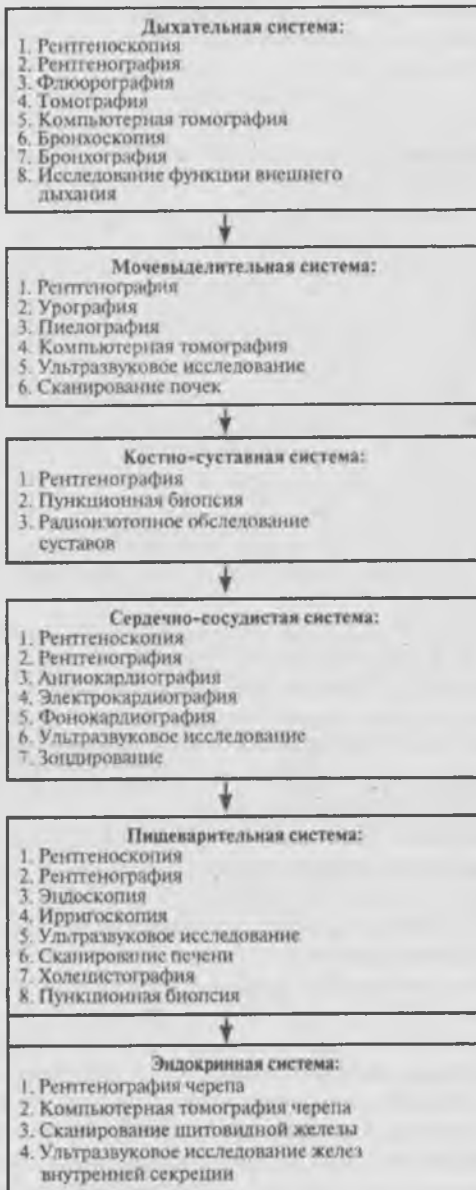 Дыхательная система:
1. Рентгеноскопия
2. Рентгенография
3. Флюорография
4. Томография
5. Компьютерная томография
6. Бронхоскопия
7. Бронхография
8. Исследование функции внешнего
дыхания
Мочевыделительная система:
1. Рентгенография
2. Урография
3. Пиелография
4. Компьютерная томография
5. Ультразвуковое исследование
6. Сканирование почек
Костно-суставная система:
1. Рентгенография
2. Пункционная биопсия
3. Радиоизотопное обследование
суставов
Сердечно-сосудистая система:
1. Рентгеноскопия
2. Рентгенография
3. Ангиокардиография
4. Электрокардиография
5. Фонокардиография
6. Ультразвуковое исследование
7. Зондирование
Пищеварительная система:
1. Рентгеноскопия
2. Рентгенография
3. Эндоскопия
4. Ирригоскопия
5. Ультразвуковое исследование
6. Сканирование печени
7. Холецистография
8. Пункционная биопсия
Эндокринная система:
1. Рентгенография черепа
2. Компьютерная томография черепа
3. Сканирование щитовидной железы
4. Ультразвуковое исследование желез
внутренней секреции